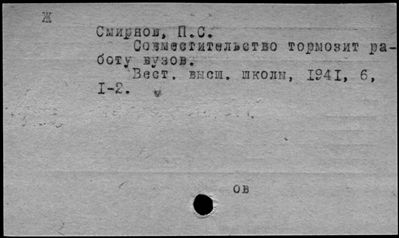 Ж
Смирнов, П.С.
Совместительство тормозит ра-
боту вузов.
Вест. высш. школы, 1941, 6,
1-2.
ов